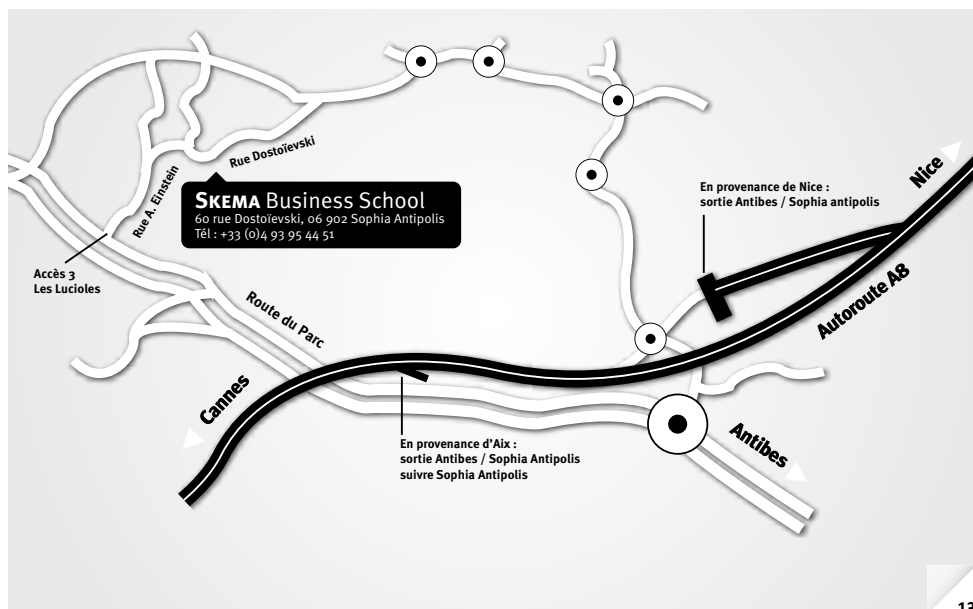 Rue Dostoïevski
Rue A. Einstein
SKEMA Business School
60 rue Dostoïevski, 06 902 Sophia Antipolis
Tél : +33 (0)4 93 95 44 51
En provenance de Nice :
sortie Antibes / Sophia antipolis
Nice
Accès 3
Les Lucioles
Route du Parc
Autoroute A8
Cannes
En provenance d'Aix :
sortie Antibes / Sophia Antipolis
suivre Sophia Antipolis
Antibes